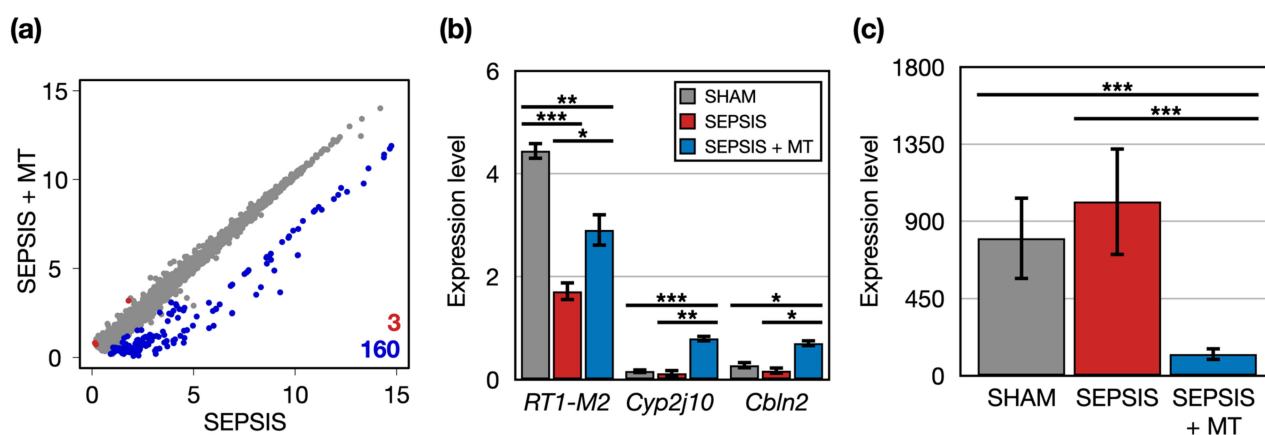 (a)
15
10
5
0
SEPSIS + MT
3
160
0 5 10 15
SEPSIS
(b)
6
4
2
0
Expression level
SHAM
SEPSIS
SEPSIS + MT
**
***
*
***
**
*
*
RT1-M2 Cyp2j10 Cbln2
(c)
1800
1350
900
450
0
Expression level
***
***
SHAM SEPSIS SEPSIS
+ MT